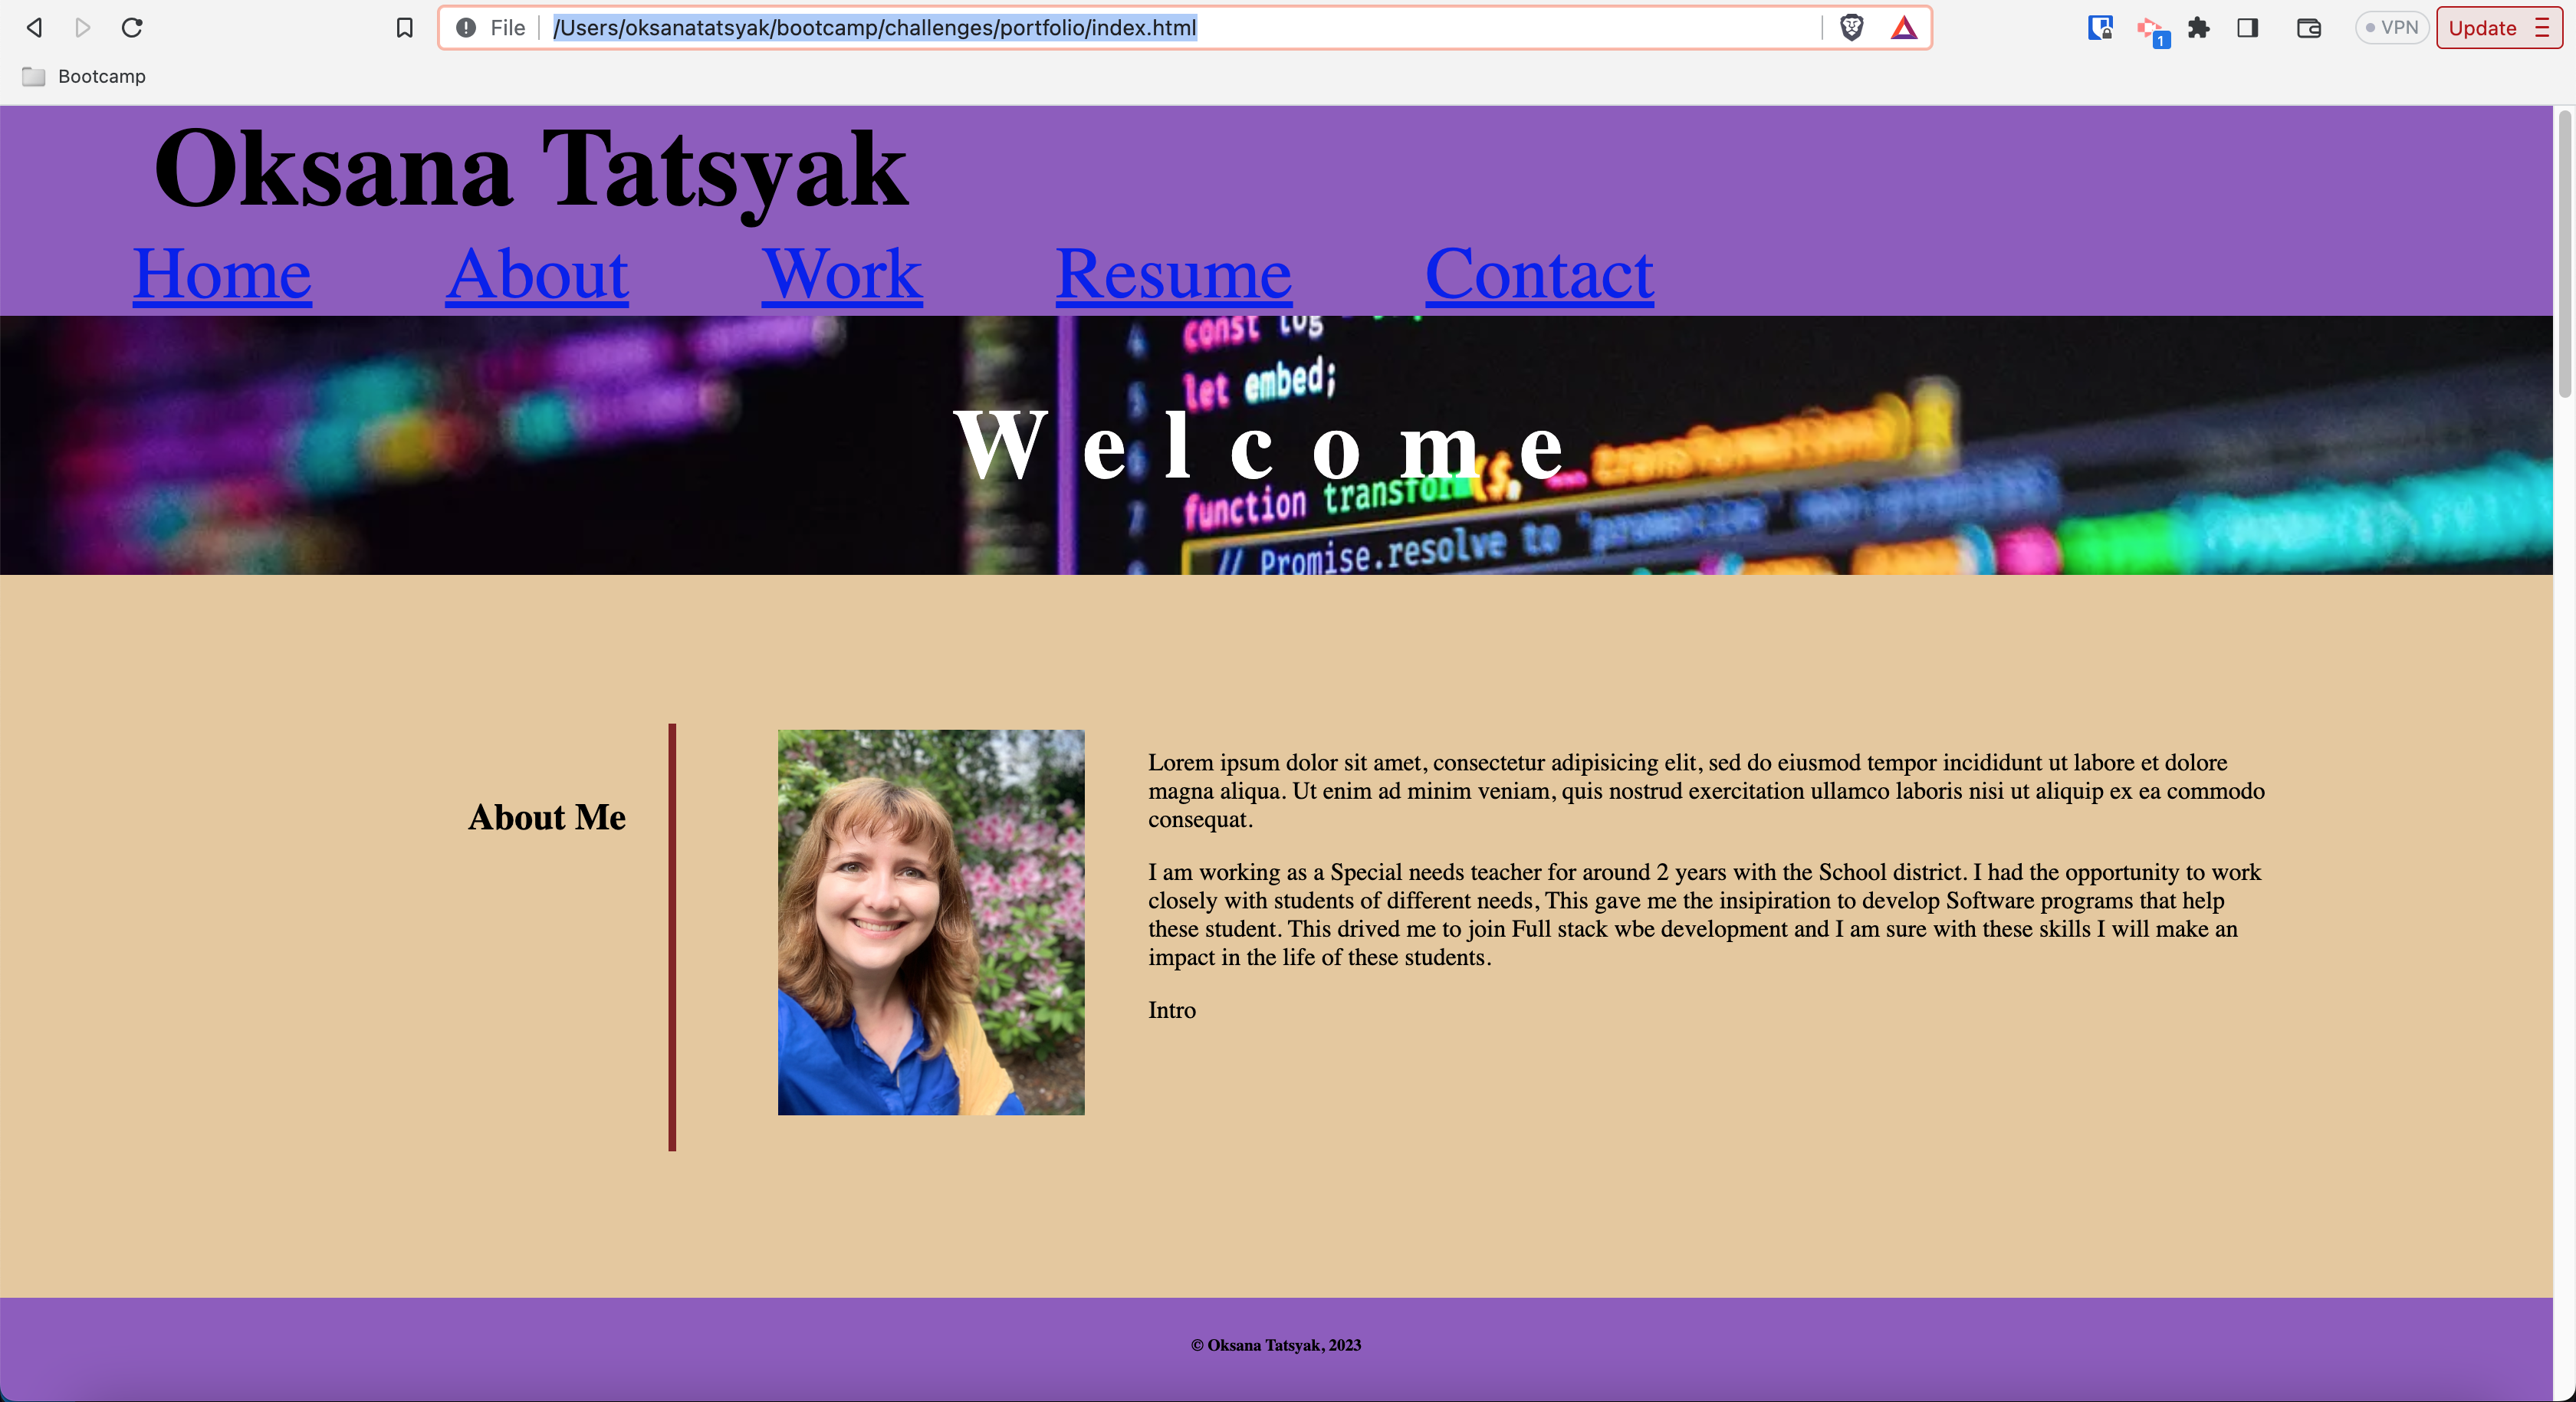 File /Users/oksanatatsyak/bootcamp/challenges/portfolio/index.html
1
VPN
Update
Bootcamp
Oksana Tatsyak
Home About Work Resume Contact
const log
4
let embed;
5
Welcome
6
function transfor
7
// Promise.resolve to
8
About Me
Lorem ipsum dolor sit amet, consectetur adipisicing elit, sed do eiusmod tempor incididunt ut labore et dolore
magna aliqua. Ut enim ad minim veniam, quis nostrud exercitation ullamco laboris nisi ut aliquip ex ea commodo
consequat.
I am working as a Special needs teacher for around 2 years with the School district. I had the opportunity to work
closely with students of different needs, This gave me the insipiration to develop Software programs that help
these student. This drived me to join Full stack wbe development and I am sure with these skills I will make an
impact in the life of these students.
Intro
© Oksana Tatsyak, 2023